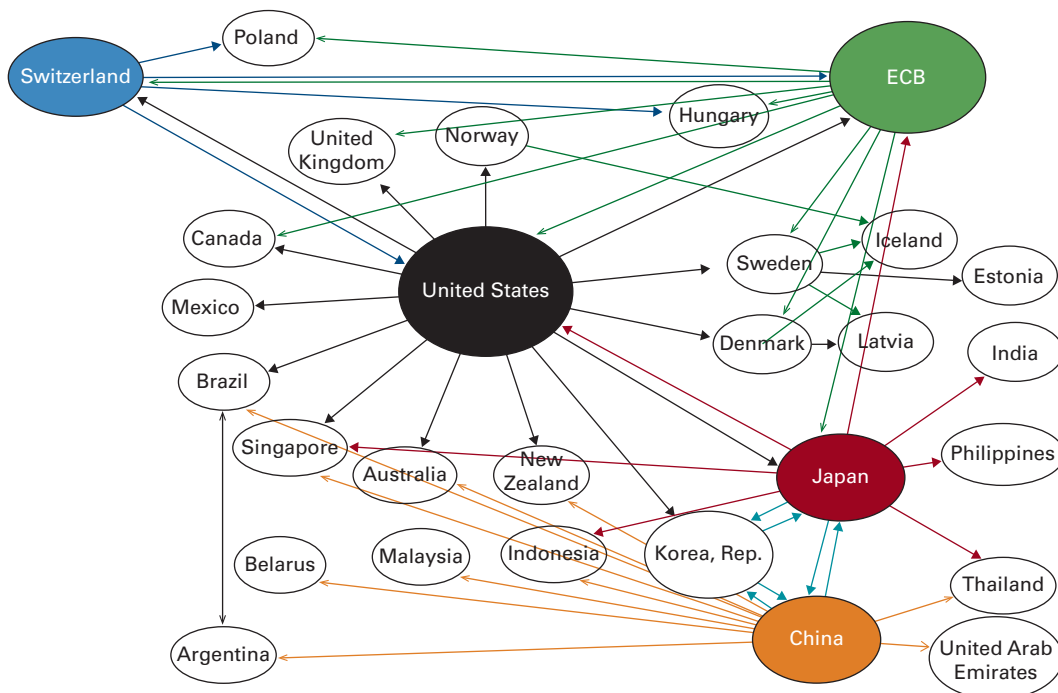 Poland
Switzerland
ECB
Hungary
United
Kingdom
Norway
Canada
Iceland
Sweden
Estonia
United States
Mexico
Denmark
Latvia
India
Brazil
Singapore
Australia
New
Zealand
Philippines
Japan
Belarus
Malaysia
Indonesia
Korea, Rep.
Thailand
China
Argentina
United Arab
Emirates